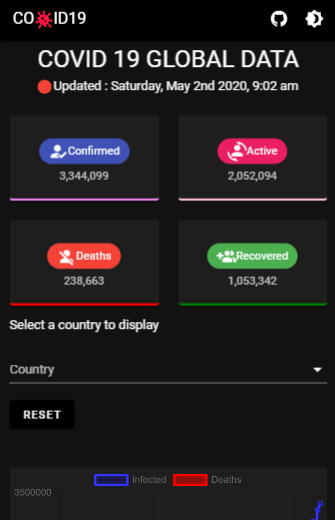 CO ID19
COVID 19 GLOBAL DATA
Updated : Saturday, May 2nd 2020, 9:02 am
Confirmed
3,344,099
Active
2,052,094
Deaths
238,663
Recovered
1,053,342
Select a country to display
Country
RESET
Infected
Deaths
3500000